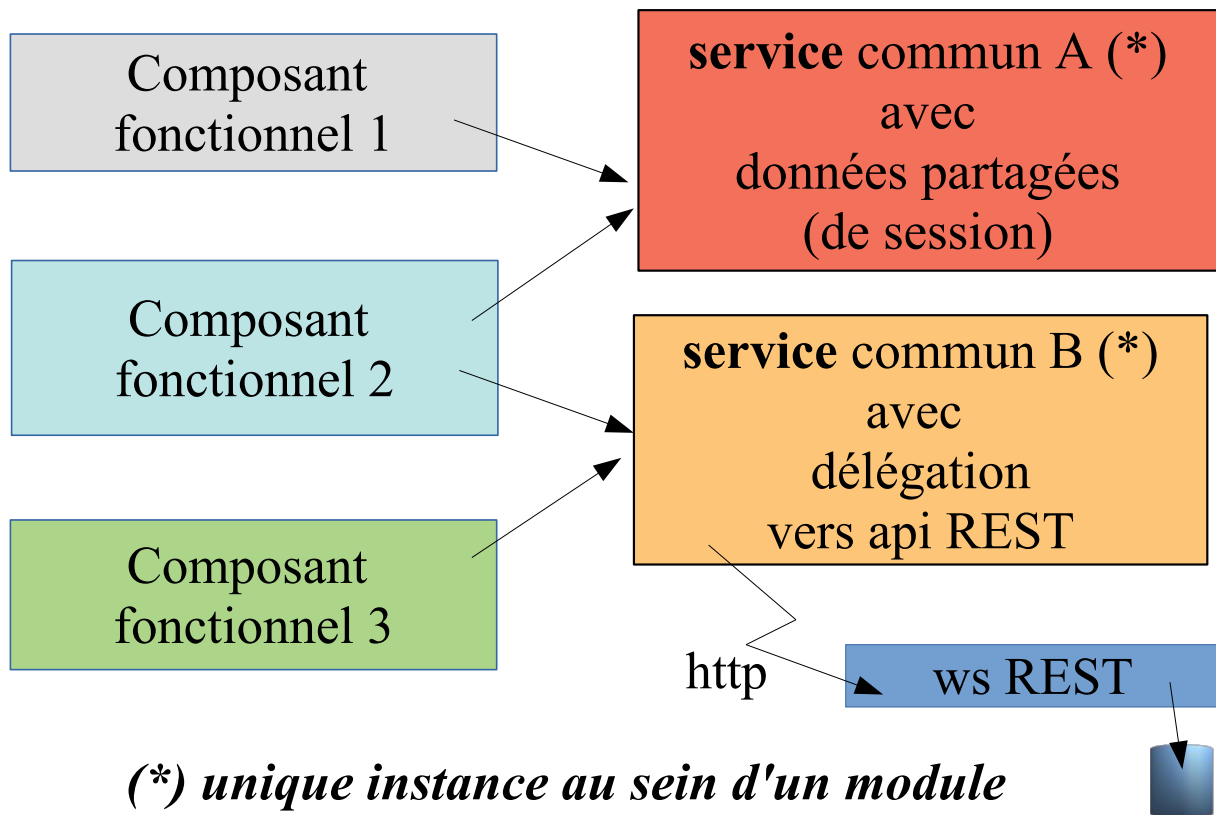 Composant
fonctionnel 1
service commun A (*)
avec
données partagées
(de session)
Composant
fonctionnel 2
service commun B (*)
avec
délégation
vers api REST
Composant
fonctionnel 3
http
ws REST
(*) unique instance au sein d'un module